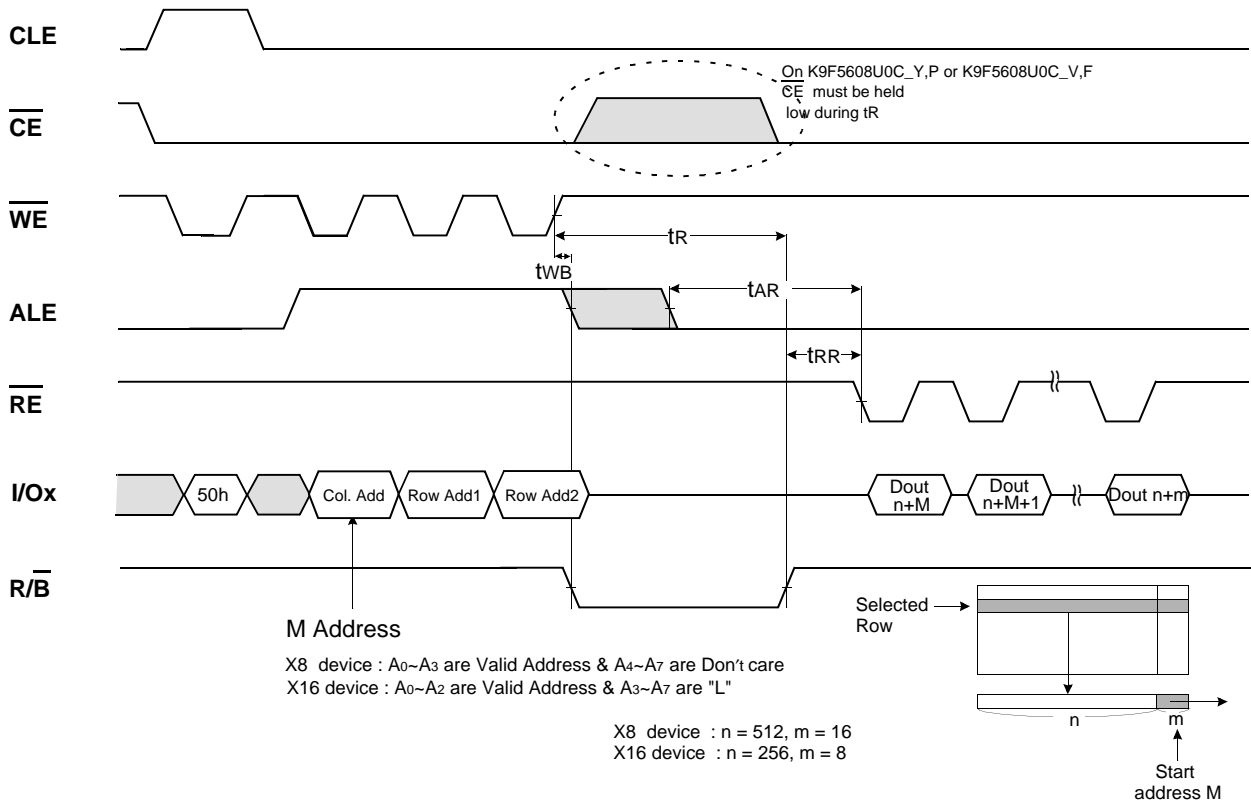 CLE
On K9F5608U0C_Y,P or K9F5608U0C_V,F
CE must be held
low during tR
CE
WE
tR
tWB
ALE
tAR
tRR
RE
I/Ox
50h
Col. Add
Row Add1
Row Add2
Dout
n+M
Dout
n+M+1
Dout n+m
R/B
M Address
X8 device : A0~A3 are Valid Address & A4~A7 are Don't care
X16 device : A0~A2 are Valid Address & A3~A7 are "L"
Selected
Row
X8 device : n = 512, m = 16
X16 device : n = 256, m = 8
n
m
Start
address M